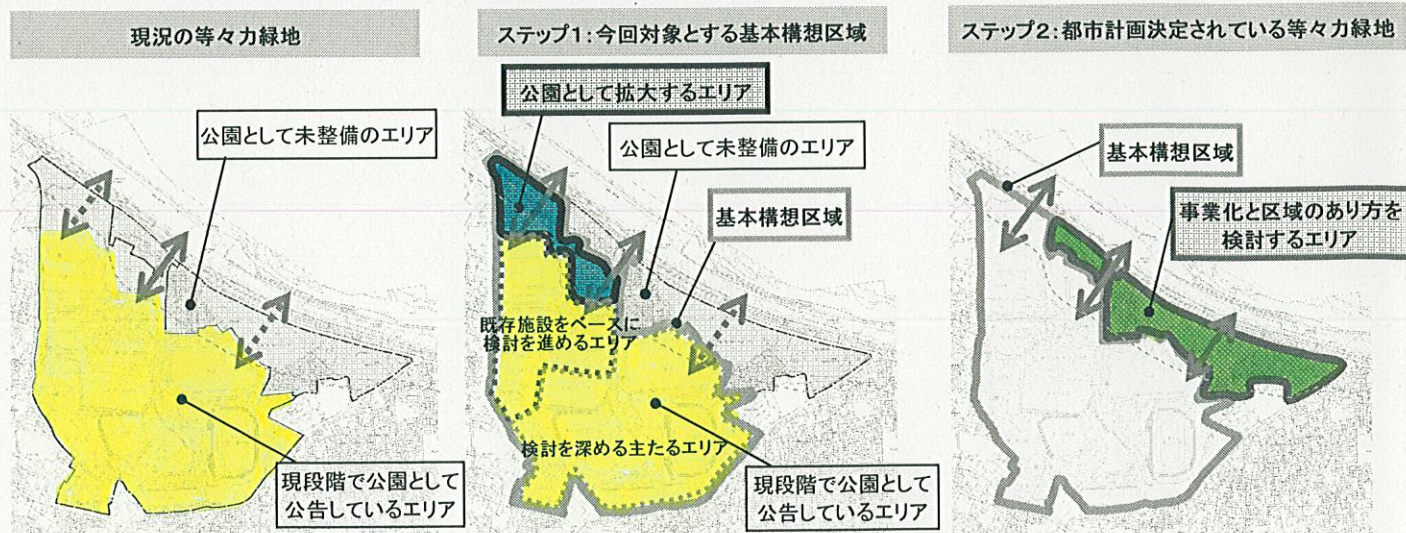 現況の等々力緑地
公園として未整備のエリア
現段階で公園として
公告しているエリア
ステップ1:今回対象とする基本構想区域
公園として拡大するエリア
公園として未整備のエリア
基本構想区域
既存施設をベースに
検討を進めるエリア
検討を深める主たるエリア
現段階で公園として
公告しているエリア
ステップ2:都市計画決定されている等々力緑地
基本構想区域
事業化と区域のあり方を
検討するエリア